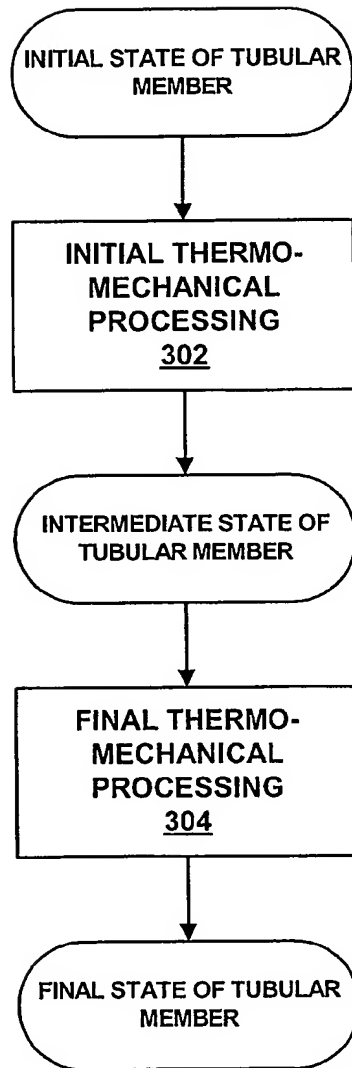 INITIAL STATE OF TUBULAR
MEMBER
INITIAL THERMO-
MECHANICAL
PROCESSING
302
INTERMEDIATE STATE OF
TUBULAR MEMBER
FINAL THERMO-
MECHANICAL
PROCESSING
304
FINAL STATE OF TUBULAR
MEMBER